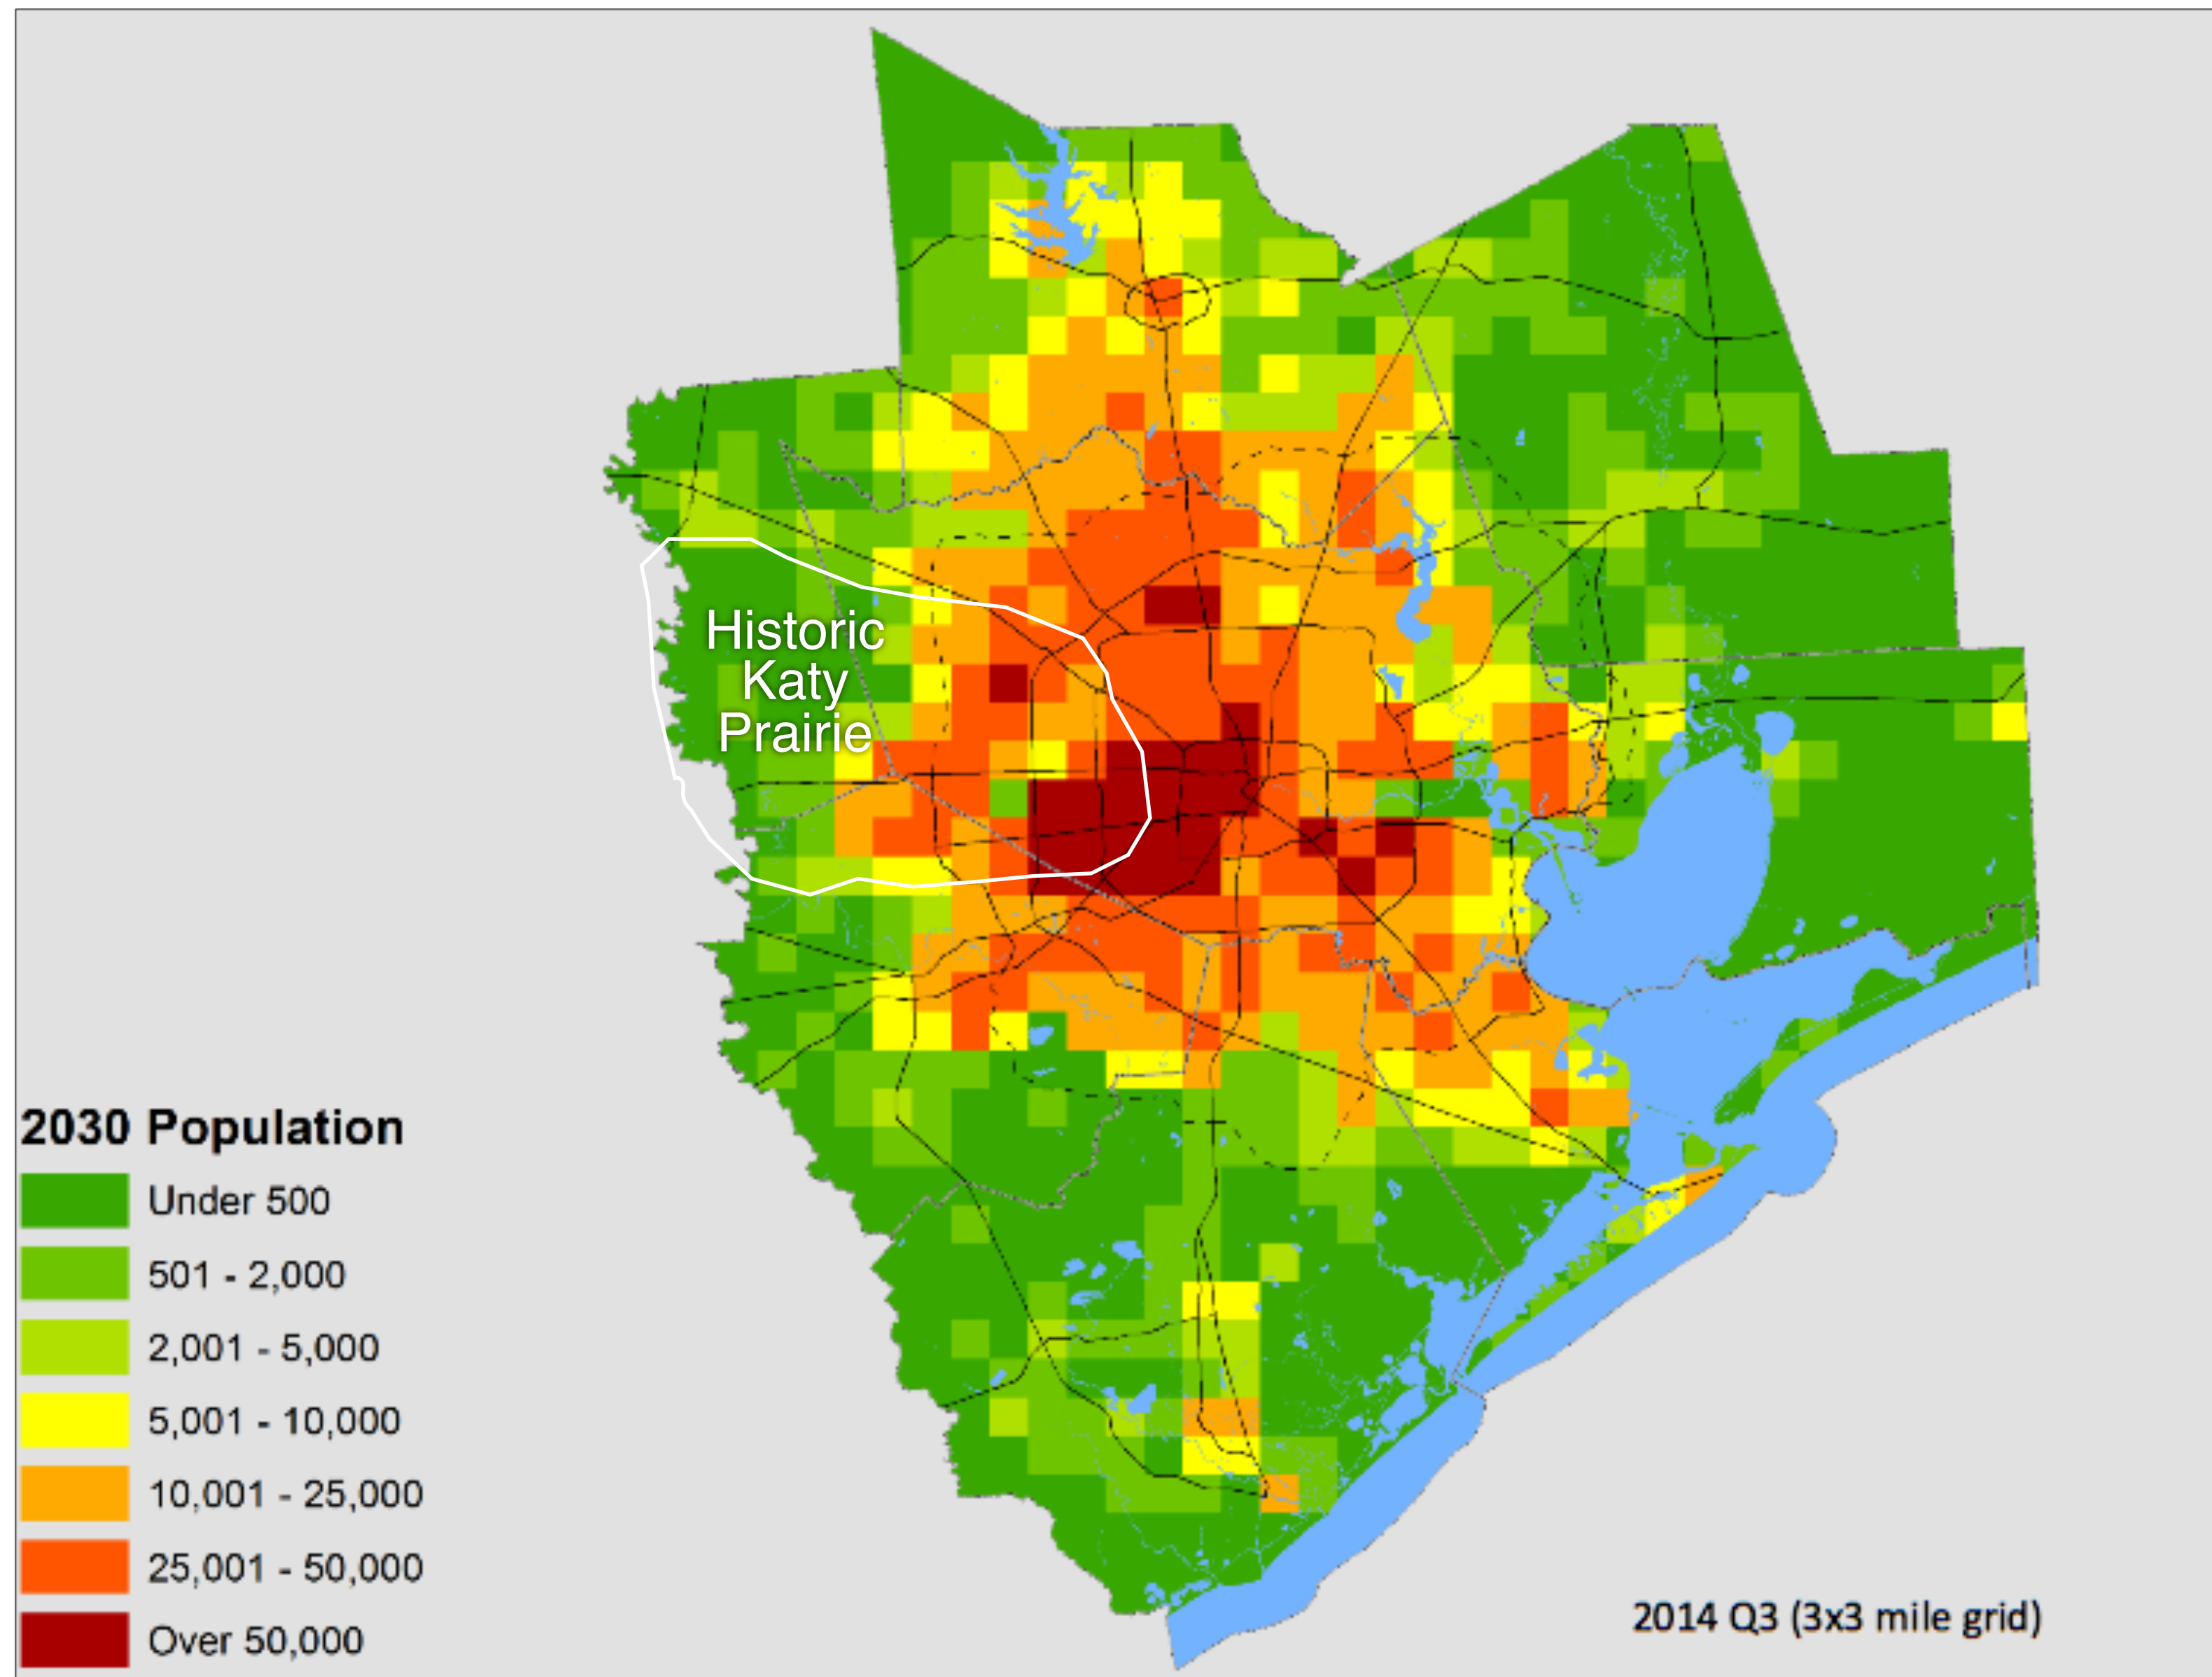 Historic
Katy
Prairie
2030 Population
Under 500
501 - 2,000
2,001 - 5,000
5,001 - 10,000
10,001 - 25,000
25,001 - 50,000
Over 50,000
2014 Q3 (3x3 mile grid)